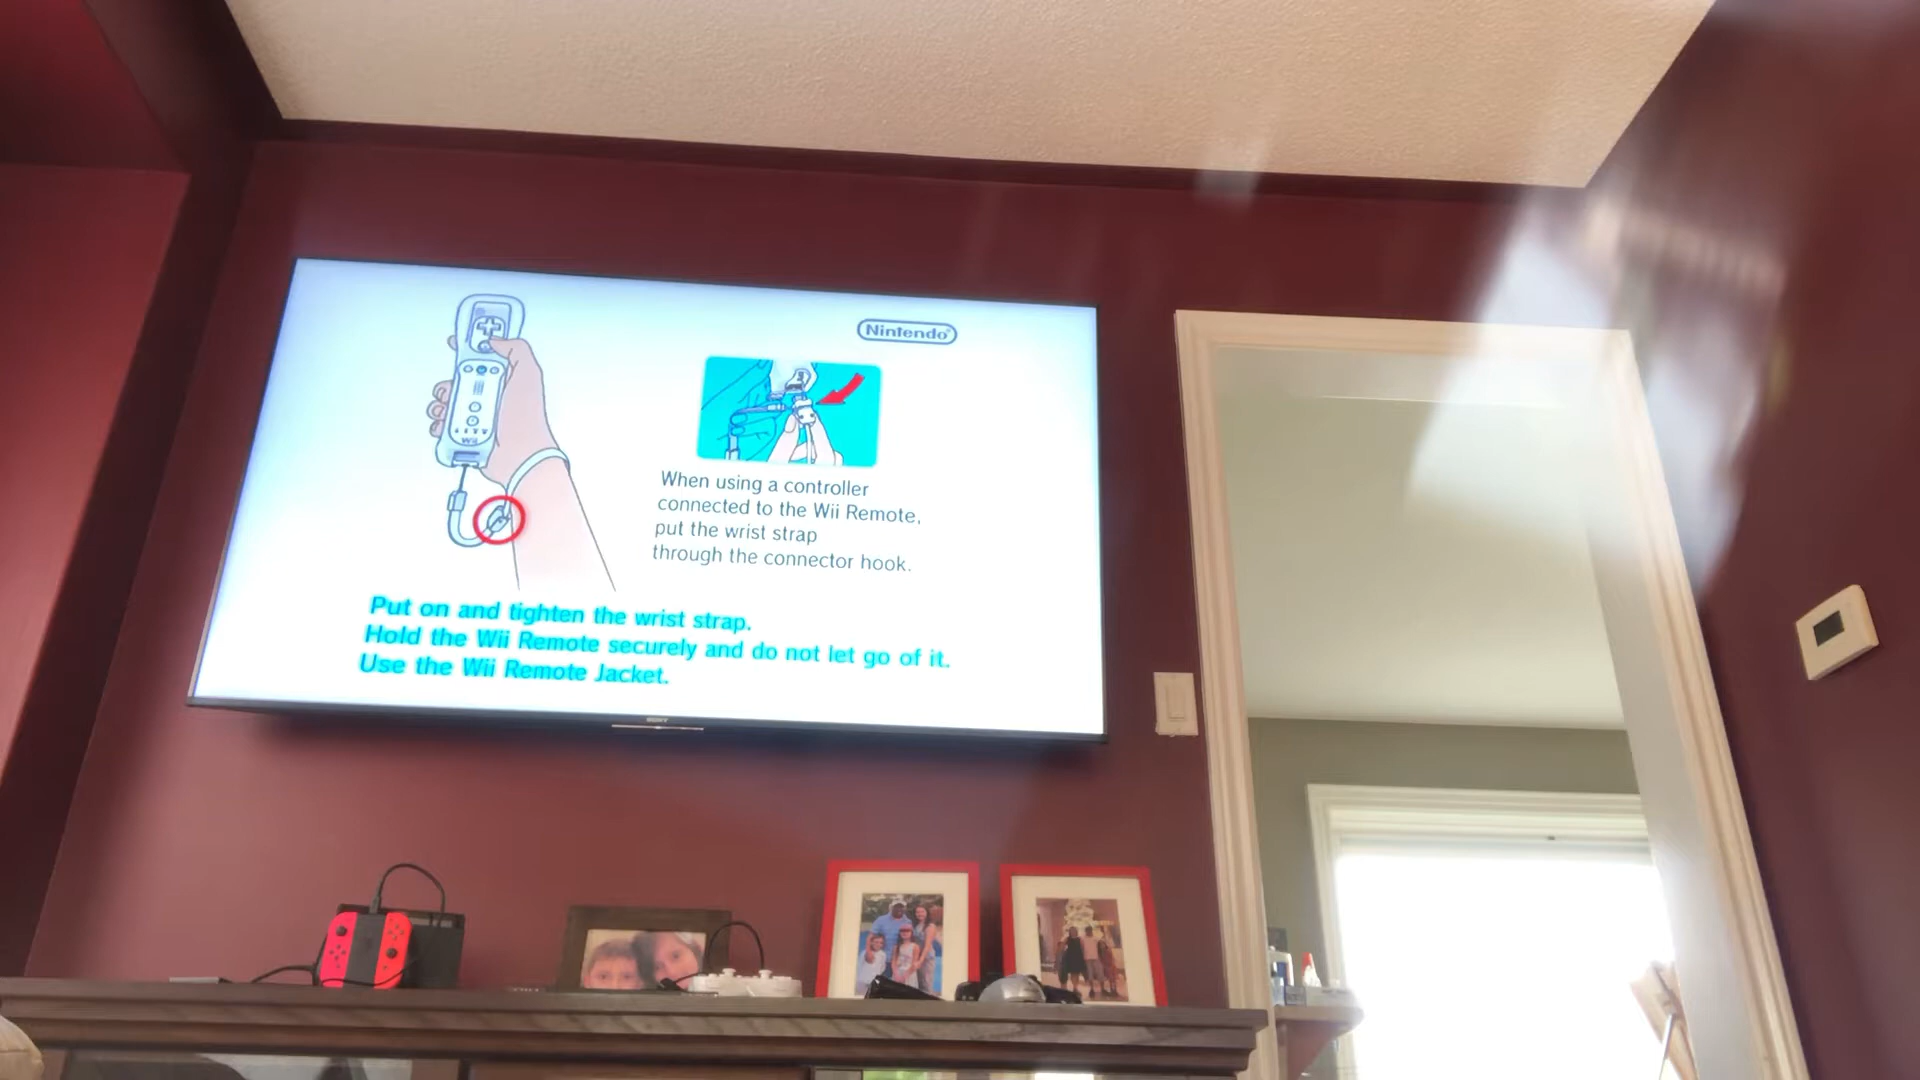 Nintendo®
Wii
When using a controller
connected to the Wii Remote,
put the wrist strap
through the connector hook.
Put on and tighten the wrist strap.
Hold the Wii Remote securely and do not let go of it.
Use the Wii Remote Jacket.
SONY